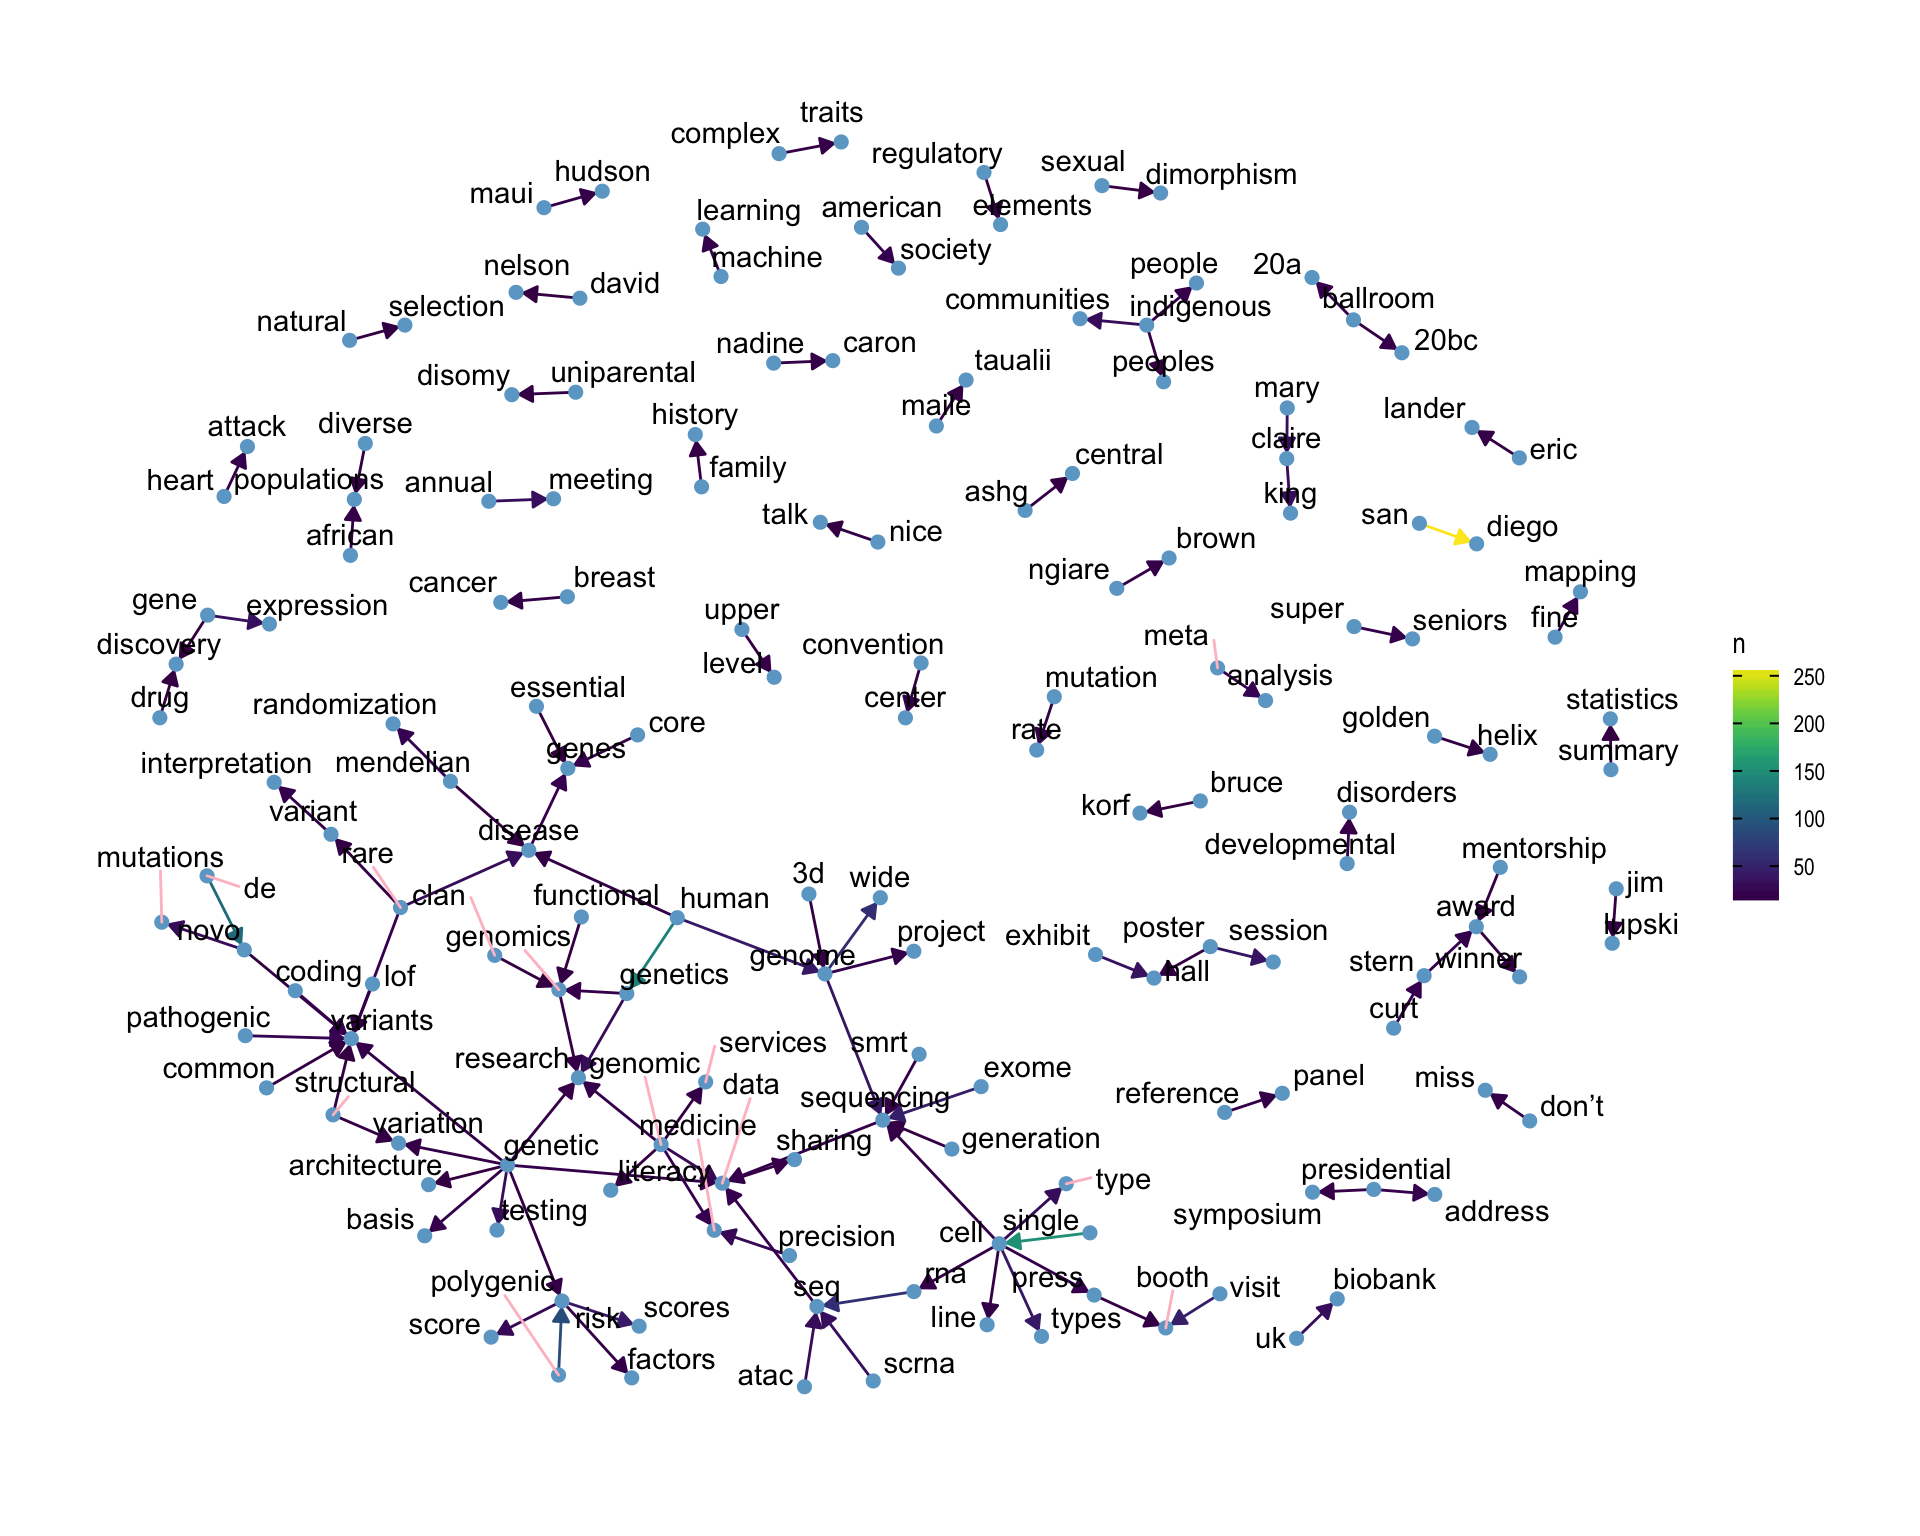 traits
complex
regulatory
sexual
hudson
dimorphism
maui
learning
american
elements
machine
society
nelson
david
people
20a
selection
communities
indigenous
ballroom
natural
nadine
caron
20bc
disomy
uniparental
taualii
peoples
mary
history
maile
lander
attack
diverse
claire
family
central
eric
heart
populations
annual
meeting
ashg
king
talk
nice
san
diego
african
brown
cancer
breast
ngiare
mapping
gene
expression
upper
super
seniors
fine
discovery
level
convention
meta
analysis
drug
randomization
essential
core
center
mutation
rate
statistics
golden
helix
interpretation
mendelian
genes
summary
variant
bruce
korf
disorders
disease
developmental
mutations
rare
3d
wide
mentorship
jim
de
clan
functional
human
award
lupski
novo
genomics
genome
project
exhibit
poster
session
coding
lof
genetics
hall
stern
winner
pathogenic
variants
curt
common
research
genomic
services
smrt
exome
structural
data
sequencing
reference
panel
miss
don’t
variation
genetic
medicine
sharing
generation
architecture
literacy
type
presidential
basis
testing
precision
cell
single
symposium
address
polygenic
seq
rna
press
booth
visit
biobank
score
risk
scores
line
types
uk
factors
atac
scrna
n
250
200
150
100
50